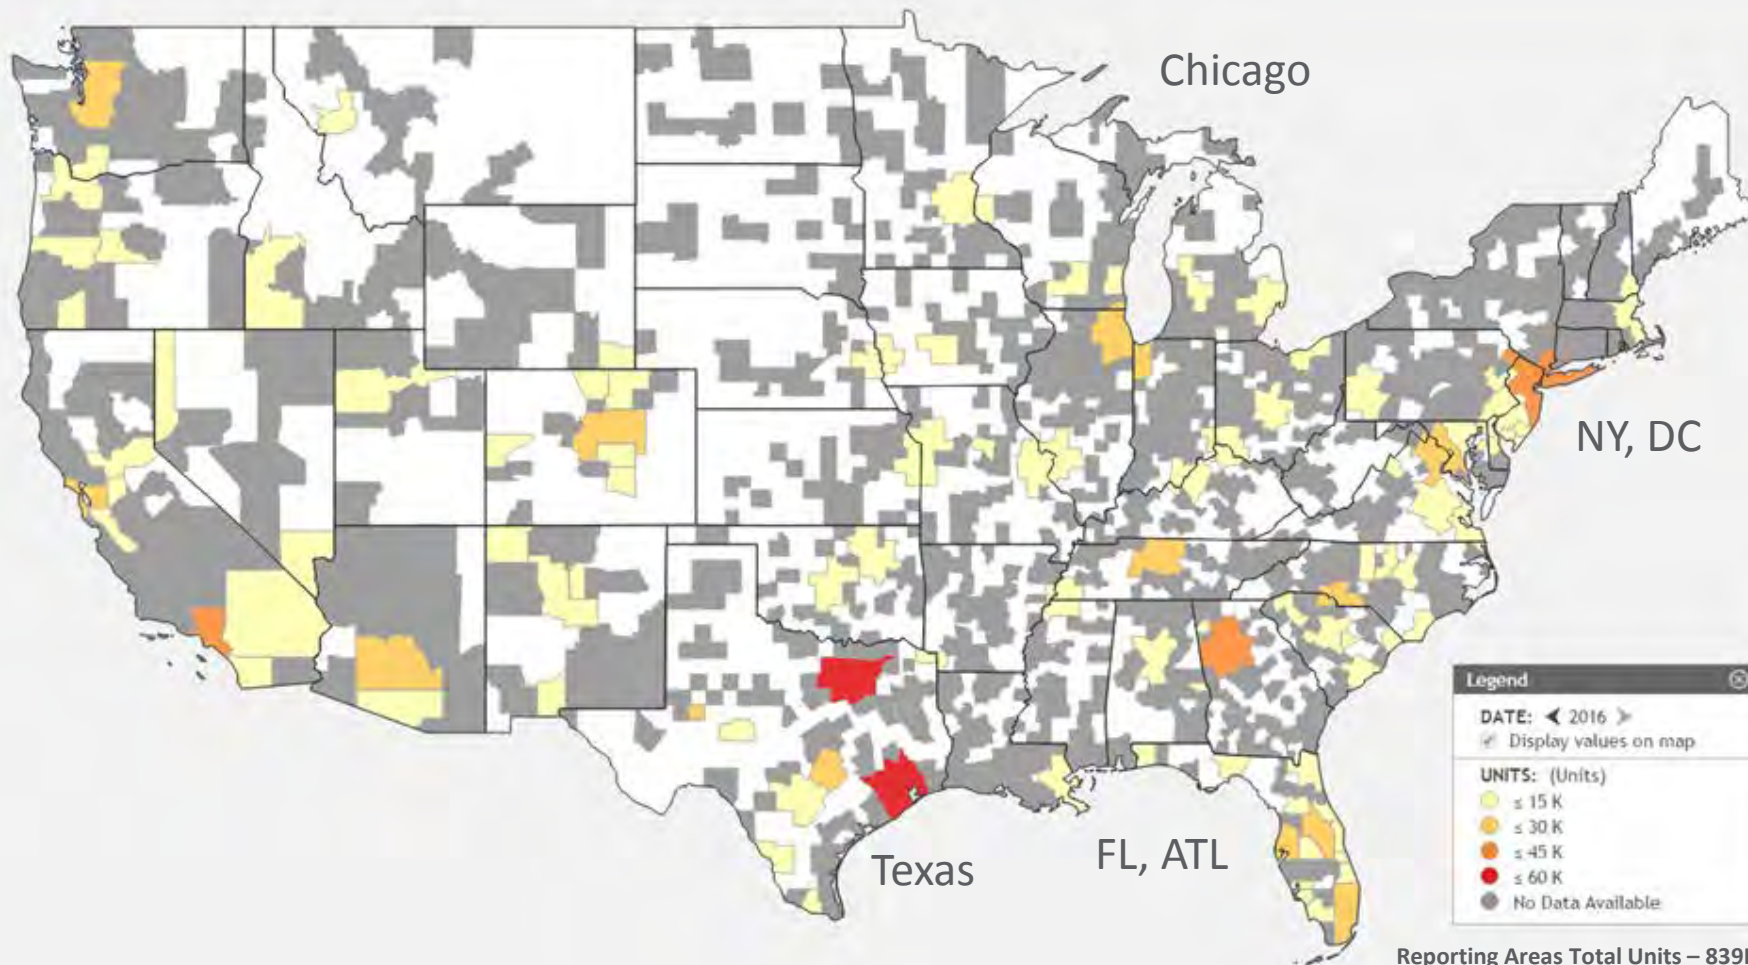 Chicago
NY, DC
Texas
FL, ATL
Legend
DATE: 2016
Display values on map
UNITS: (Units)
≤ 15 K
≤ 30 K
≤ 45 K
≤ 60 K
No Data Available
Reporting Areas Total Units – 839